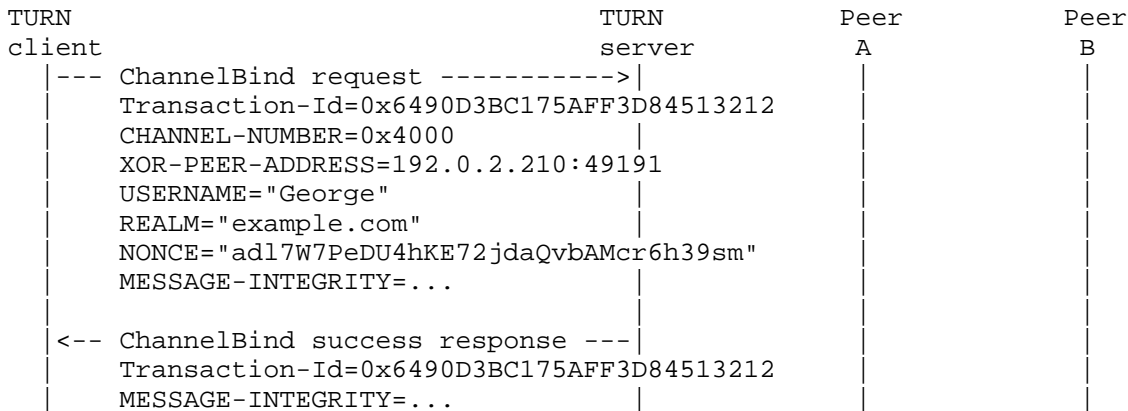 TURN                                 TURN          Peer          Peer
client                               server         A             B
  |--- ChannelBind request ----------->|             |             |
  |    Transaction-Id=0x6490D3BC175AFF3D84513212     |             |
  |    CHANNEL-NUMBER=0x4000           |             |             |
  |    XOR-PEER-ADDRESS=192.0.2.210:49191            |             |
  |    USERNAME="George"               |             |             |
  |    REALM="example.com"             |             |             |
  |    NONCE="adl7W7PeDU4hKE72jdaQvbAMcr6h39sm"      |             |
  |    MESSAGE-INTEGRITY=...           |             |             |
  |                                    |             |             |
  |<-- ChannelBind success response ---|             |             |
  |    Transaction-Id=0x6490D3BC175AFF3D84513212     |             |
  |    MESSAGE-INTEGRITY=...           |             |             |